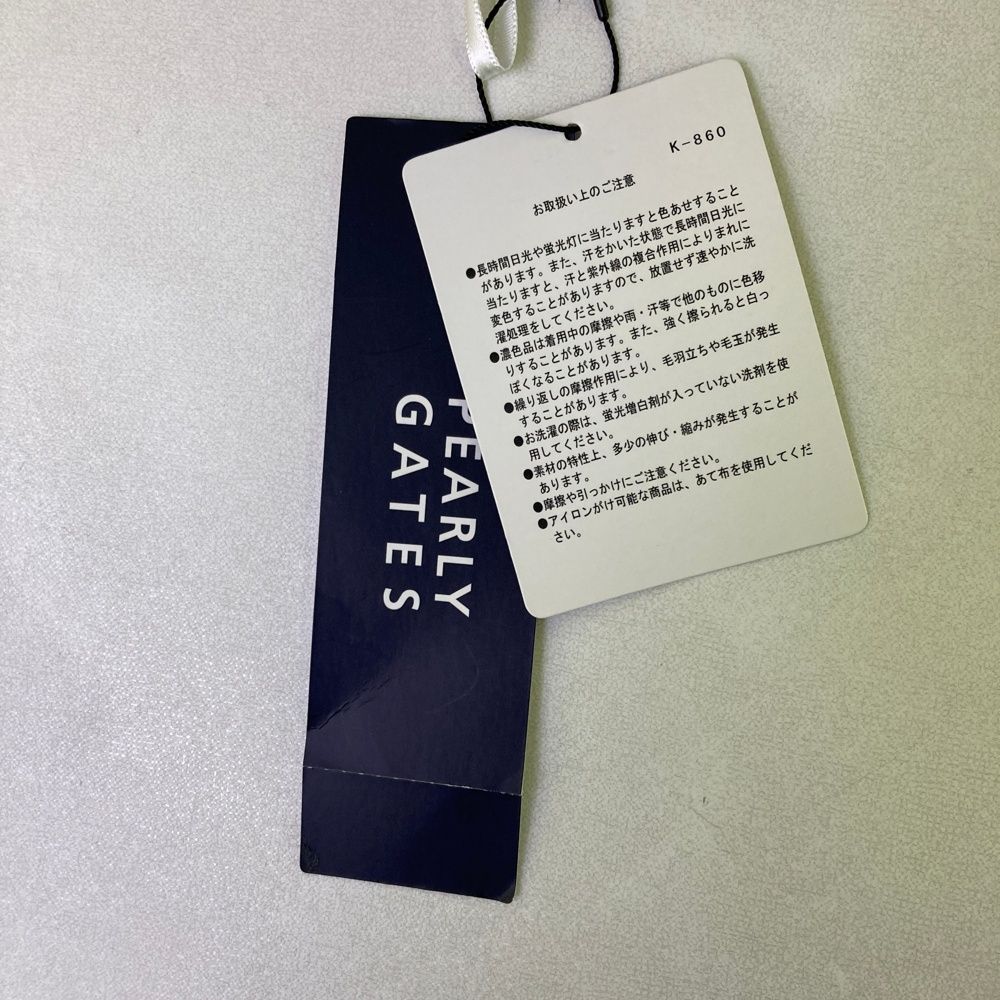 K-860
お取扱い上のご注意
●長時間日光や蛍光灯に当たりますと色あせすること
があります。また、汗をかいた状態で長時間日光に
当たりますと、汗と紫外線の複合作用によりまれに
変色することがありますので、放置せず速やかに洗
濯処理をしてください。
●濃色品は着用中の摩擦や雨・汗等で他のものに色移
りすることがあります。また、強く擦られると白っ
ぽくなることがあります。
●繰り返しの摩擦作用により、毛羽立ちや毛玉が発生
することがあります。
●お洗濯の際は、蛍光増白剤が入っていない洗剤を使
用してください。
●素材の特性上、多少の伸び・縮みが発生することが
あります。
●摩擦や引っかけにご注意ください。
●アイロンがけ可能な商品は、あて布を使用してくだ
さい。
PEARLY
GATES